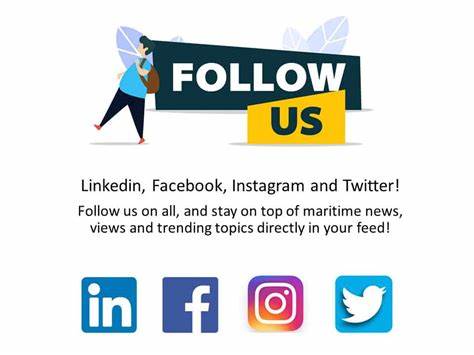 FOLLOW
US
Linkedin, Facebook, Instagram and Twitter!
Follow us on all, and stay on top of maritime news,
views and trending topics directly in your feed!
in f